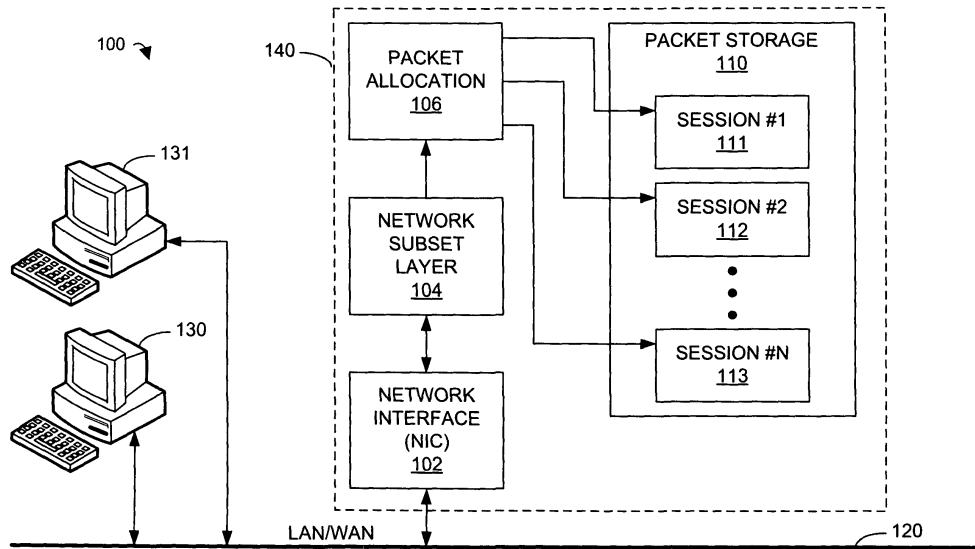 100
140
PACKET
ALLOCATION
106
PACKET STORAGE
110
SESSION #1
111
SESSION #2
112
SESSION #N
113
131
NETWORK
SUBSET
LAYER
104
130
NETWORK
INTERFACE
(NIC)
102
LAN/WAN
120